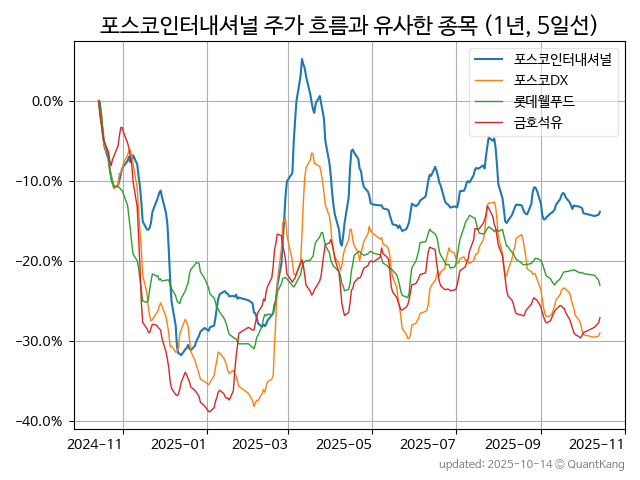 포스코인터내셔널 주가 흐름과 유사한 종목 (1년, 5일선)
포스코인터내셔널
포스코DX
롯데웰푸드
금호석유
0.0%
−10.0%
−20.0%
−30.0%
−40.0%
2024-11 2025-01 2025-03 2025-05 2025-07 2025-09 2025-11
updated: 2025-10-14 © QuantKang